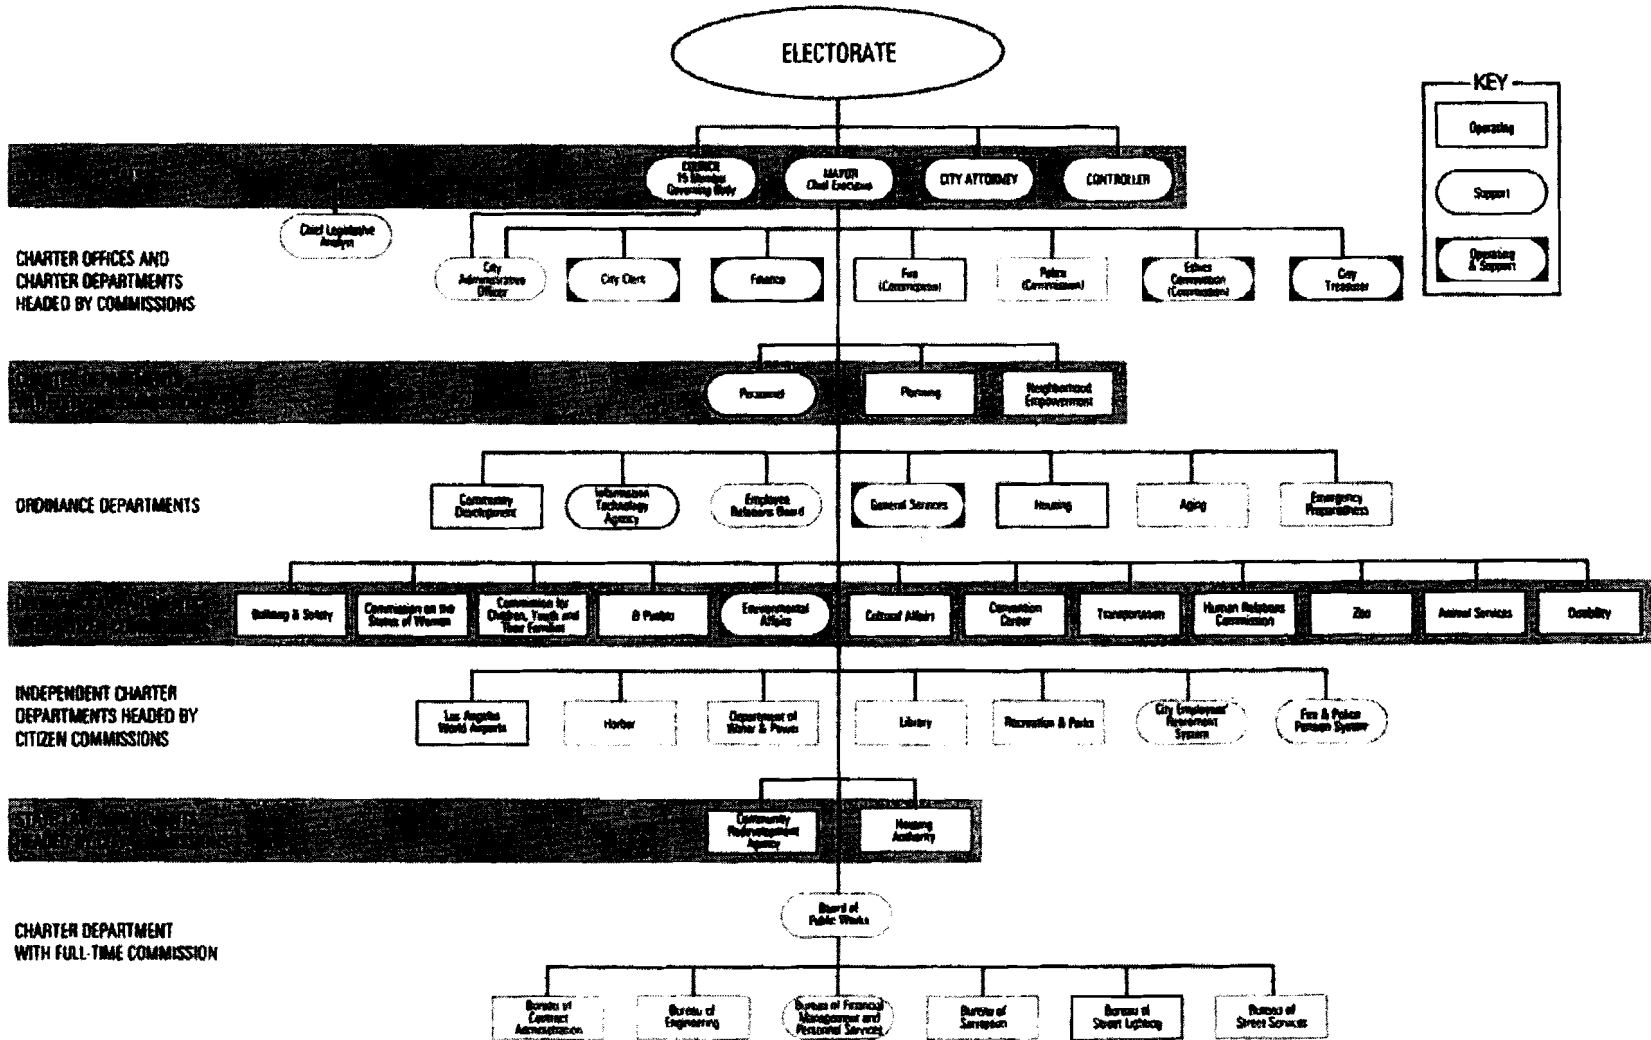 ELECTORATE
KEY
Operating
Support
Operating
& Support
COUNCIL
15 Member
Governing Body
MAYOR
Chief Executive
CITY ATTORNEY
CONTROLLER
Chief Legislative
Analyst
CHARTER OFFICES AND
CHARTER DEPARTMENTS
HEADED BY COMMISSIONS
City
Administrative
Officer
City Clerk
Finance
Fire
(Commission)
Police
(Commission)
Ethics
Commission
(Commission)
City
Treasurer
Personnel
Planning
Neighborhood
Empowerment
ORDINANCE DEPARTMENTS
Community
Development
Information
Technology
Agency
Employee
Relations Board
General Services
Housing
Aging
Emergency
Preparedness
Building & Safety
Commission on the
Status of Women
Commission for
Children, Youth and
Their Families
El Pueblo
Environmental
Affairs
Cultural Affairs
Convention
Center
Transportation
Human Relations
Commission
Zoo
Animal Services
Disability
INDEPENDENT CHARTER
DEPARTMENTS HEADED BY
CITIZEN COMMISSIONS
Los Angeles
World Airports
Harbor
Department of
Water & Power
Library
Recreation & Parks
City Employees'
Retirement
System
Fire & Police
Pension System
Community
Redevelopment
Agency
Housing
Authority
CHARTER DEPARTMENT
WITH FULL-TIME COMMISSION
Board of
Public Works
Bureau of
Contract
Administration
Bureau of
Engineering
Bureau of Financial
Management and
Personnel Services
Bureau of
Sanitation
Bureau of
Street Lighting
Bureau of
Street Services